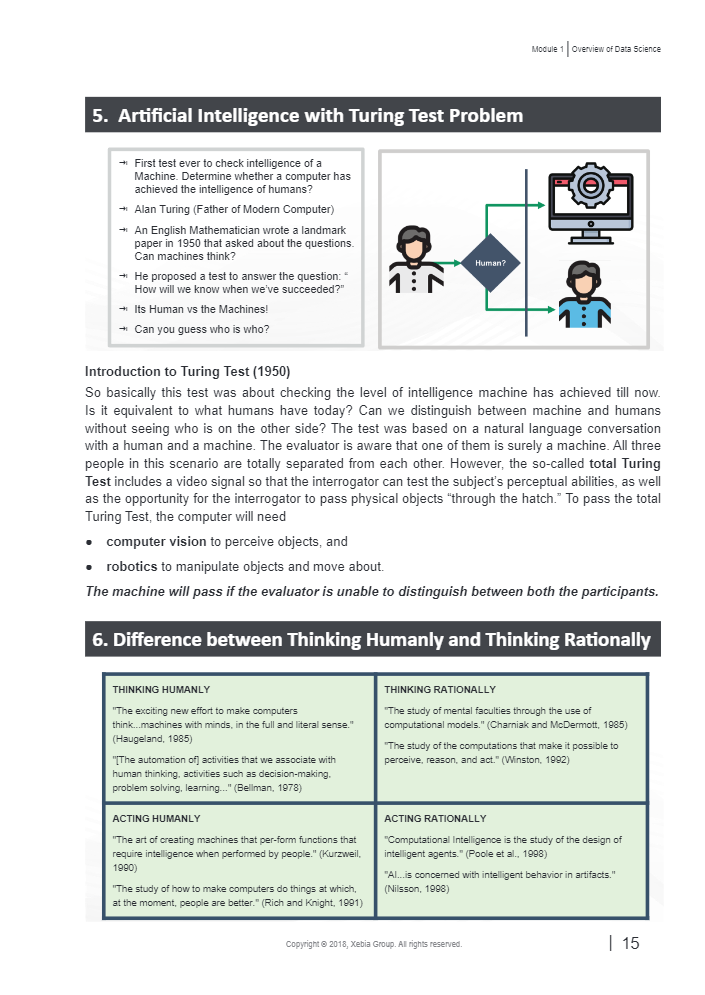 Module 1 | Overview of Data Science
5. Artificial Intelligence with Turing Test Problem
First test ever to check intelligence of a
Machine. Determine whether a computer has
achieved the intelligence of humans?
Alan Turing (Father of Modern Computer)
An English Mathematician wrote a landmark
paper in 1950 that asked about the questions.
Can machines think?
He proposed a test to answer the question: “
How will we know when we’ve succeeded?”
Its Human vs the Machines!
Can you guess who is who?
Human?
Introduction to Turing Test (1950)
So basically this test was about checking the level of intelligence machine has achieved till now.
Is it equivalent to what humans have today? Can we distinguish between machine and humans
without seeing who is on the other side? The test was based on a natural language conversation
with a human and a machine. The evaluator is aware that one of them is surely a machine. All three
people in this scenario are totally separated from each other. However, the so-called total Turing
Test includes a video signal so that the interrogator can test the subject’s perceptual abilities, as well
as the opportunity for the interrogator to pass physical objects “through the hatch.” To pass the total
Turing Test, the computer will need
● computer vision to perceive objects, and
● robotics to manipulate objects and move about.
The machine will pass if the evaluator is unable to distinguish between both the participants.
6. Difference between Thinking Humanly and Thinking Rationally
THINKING HUMANLY
"The exciting new effort to make computers
think...machines with minds, in the full and literal sense."
(Haugeland, 1985)
"[The automation of] activities that we associate with
human thinking, activities such as decision-making,
problem solving, learning..." (Bellman, 1978)
THINKING RATIONALLY
"The study of mental faculties through the use of
computational models." (Charniak and McDermott, 1985)
"The study of the computations that make it possible to
perceive, reason, and act." (Winston, 1992)
ACTING HUMANLY
"The art of creating machines that per-form functions that
require intelligence when performed by people." (Kurzweil,
1990)
"The study of how to make computers do things at which,
at the moment, people are better." (Rich and Knight, 1991)
ACTING RATIONALLY
"Computational Intelligence is the study of the design of
intelligent agents." (Poole et al., 1998)
"AI...is concerned with intelligent behavior in artifacts."
(Nilsson, 1998)
Copyright © 2018, Xebia Group. All rights reserved.
| 15